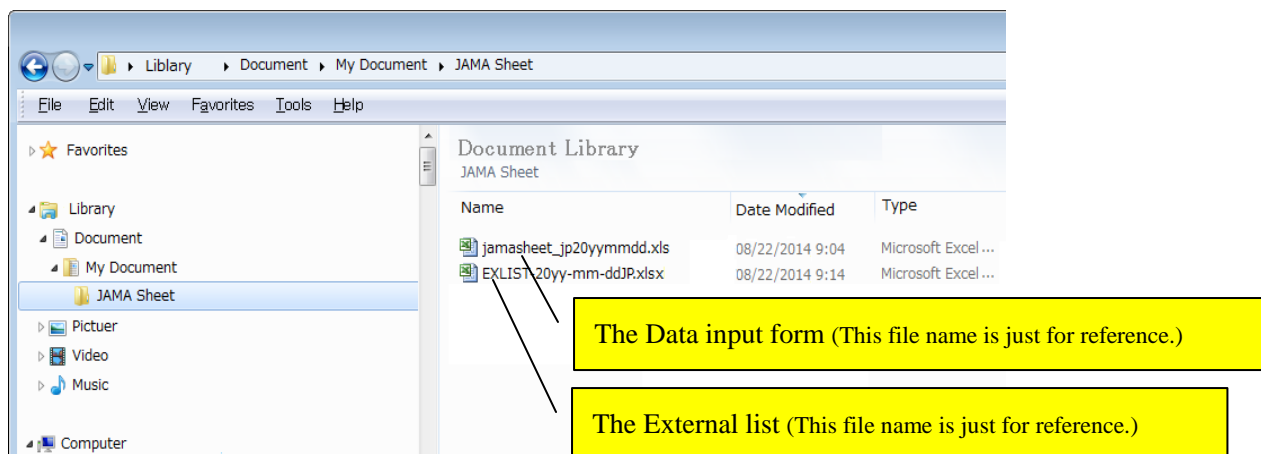 Liblary Document My Document JAMA Sheet
File Edit View Favorites Tools Help
Favorites
Library
Document
My Document
JAMA Sheet
Pictuer
Video
Music
Computer
Document Library
JAMA Sheet
Name Date Modified Type
jamasheet_jp20yymmdd.xls 08/22/2014 9:04 Microsoft Excel ...
EXLIST-20yy-mm-ddJP.xlsx 08/22/2014 9:14 Microsoft Excel ...
The Data input form (This file name is just for reference.)
The External list (This file name is just for reference.)